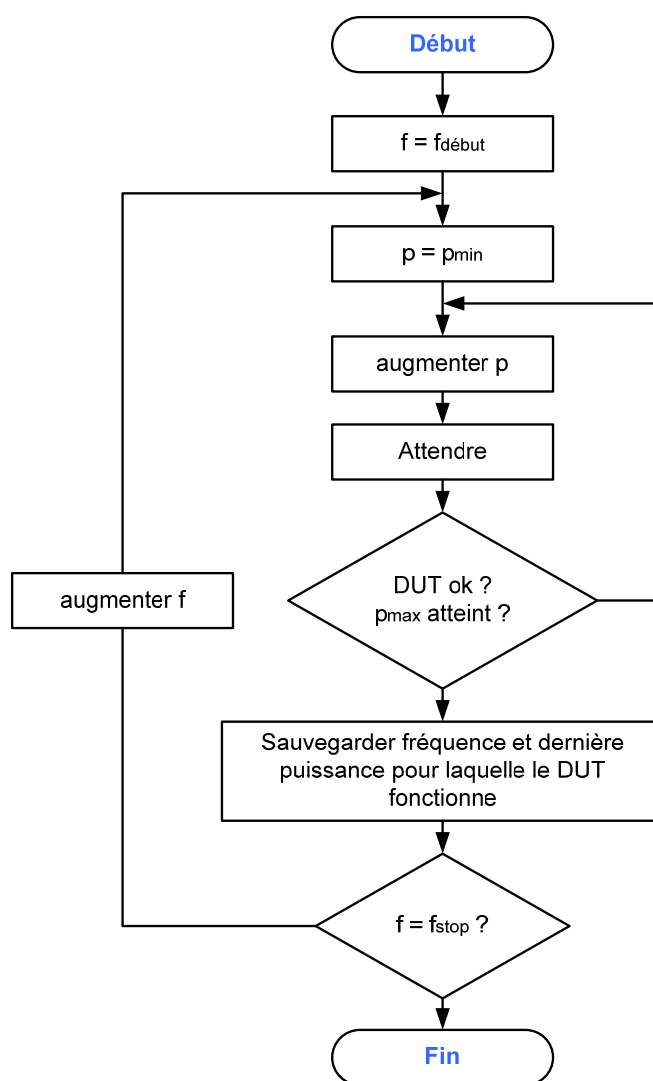 Début
f = fdébut
p = pmin
augmenter p
Attendre
augmenter f
DUT ok ?
pmax atteint ?
Sauvegarder fréquence et dernière
puissance pour laquelle le DUT
fonctionne
f = fstop ?
Fin